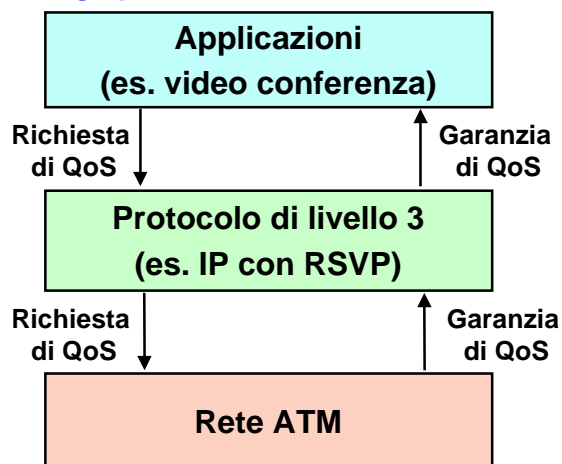 Applicazioni
(es. video conferenza)
Richiesta
di QoS
Garanzia
di QoS
Protocolo di livello 3
(es. IP con RSVP)
Richiesta
di QoS
Garanzia
di QoS
Rete ATM